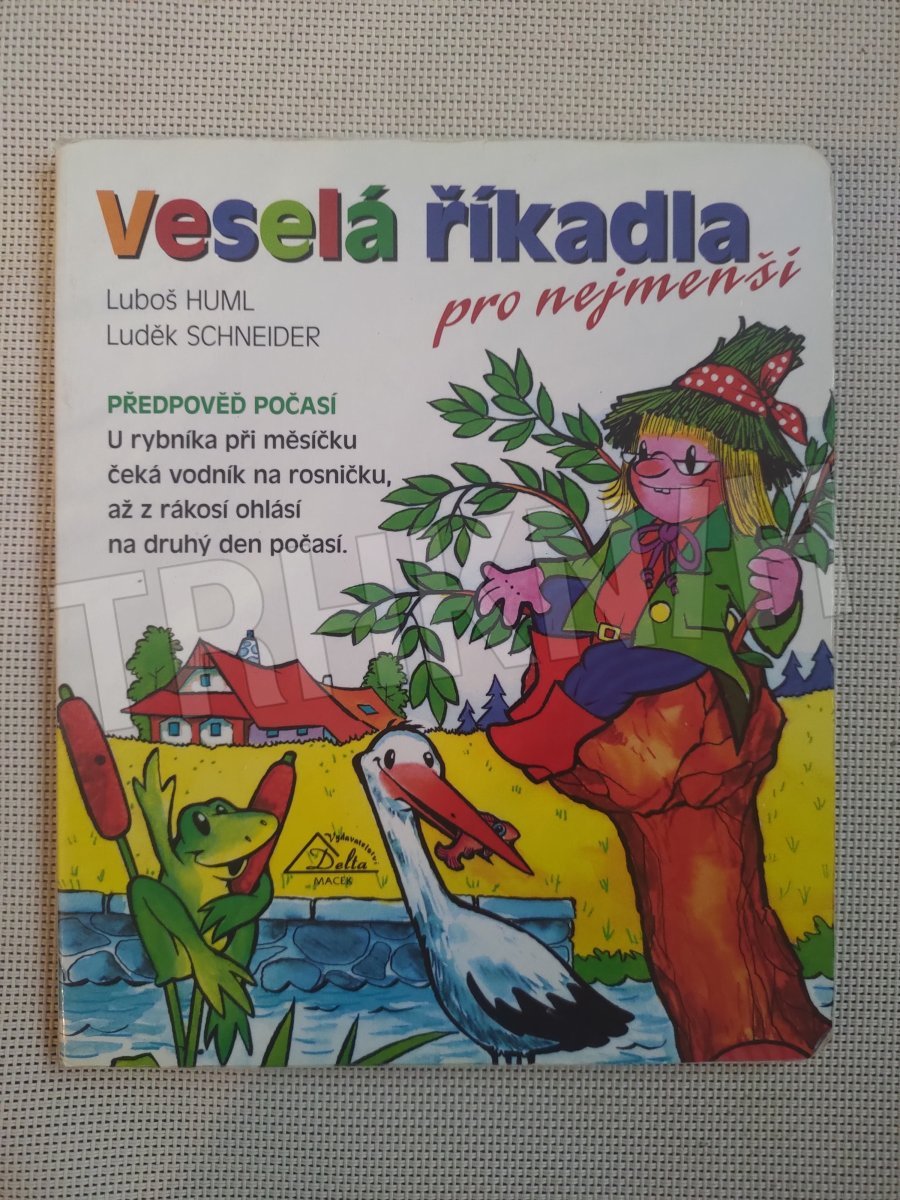 Veselá říkadla
pro nejmenší
Luboš HUML
Luděk SCHNEIDER
PŘEDPOVĚĎ POČASÍ
U rybníka při měsíčku
čeká vodník na rosničku,
až z rákosí ohlásí
na druhý den počasí.
Vydavatelství
Delta
MACEK